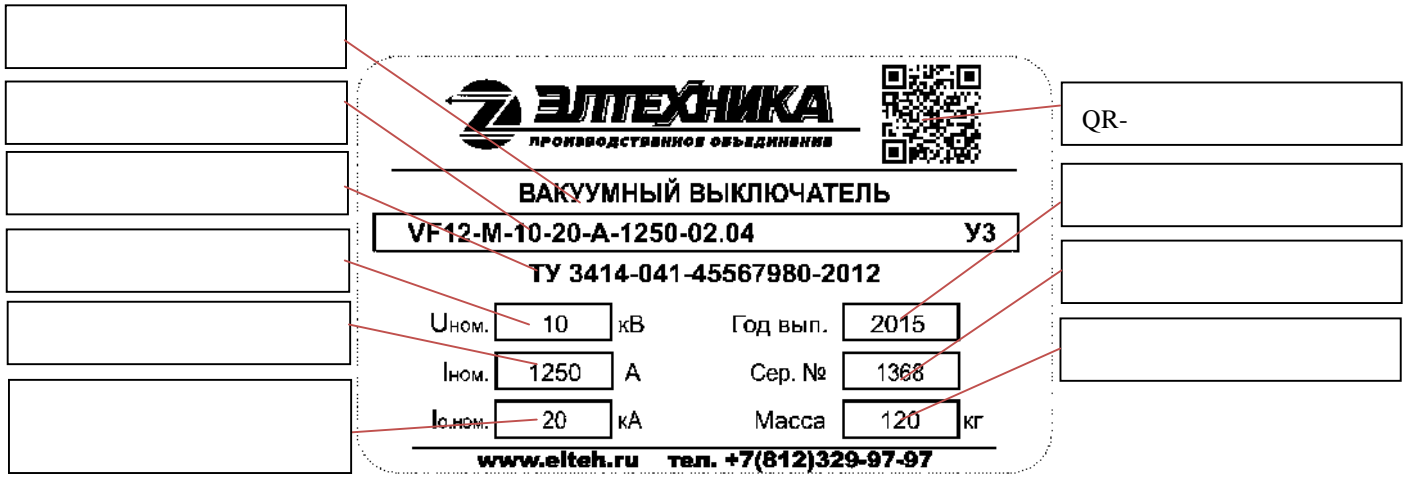 ЭЛТЕХНИКА
ПРОИЗВОДСТВЕННОЕ ОБЪЕДИНЕНИЕ
QR-
ВАКУУМНЫЙ ВЫКЛЮЧАТЕЛЬ
VF12-M-10-20-A-1250-02.04 У3
ТУ 3414-041-45567980-2012
Uном. 10 кВ Год вып. 2015
Iном. 1250 А Сер. № 1368
Iо.ном. 20 кА Масса 120 кг
www.elteh.ru тел. +7(812)329-97-97